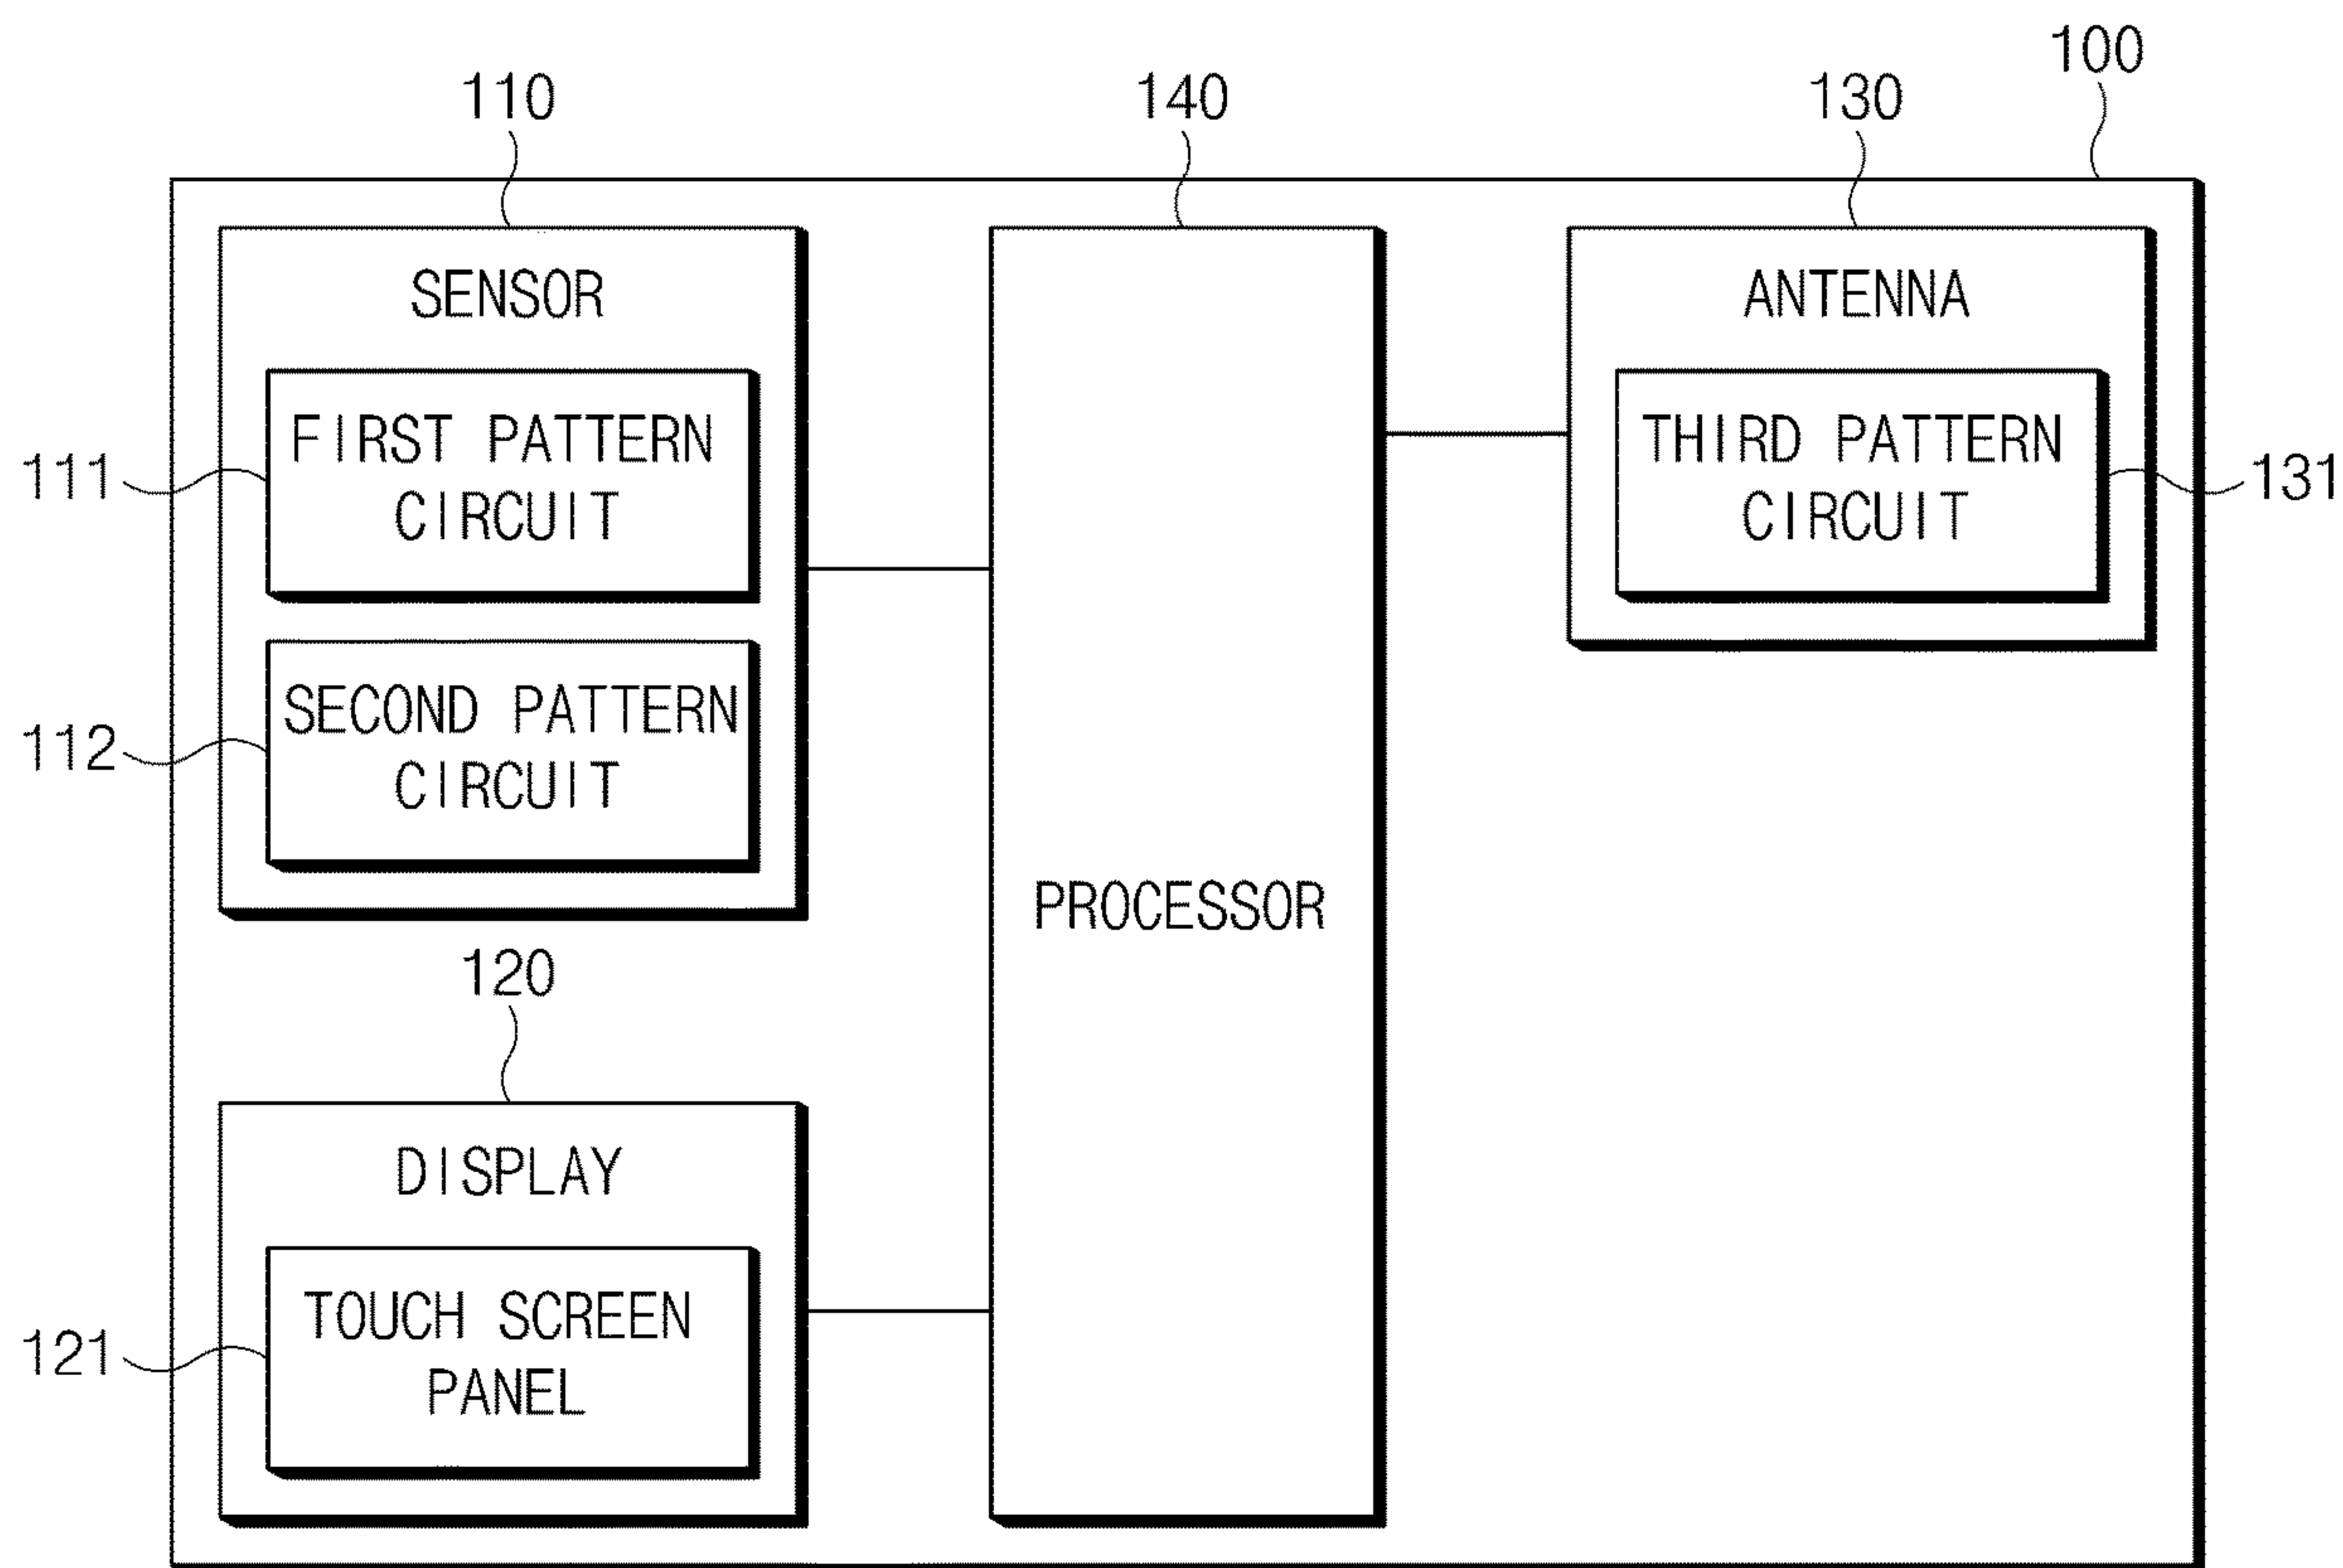 100
110
140
130
SENSOR
ANTENNA
FIRST PATTERN
CIRCUIT
THIRD PATTERN
CIRCUIT
111
131
SECOND PATTERN
CIRCUIT
112
PROCESSOR
120
DISPLAY
TOUCH SCREEN
PANEL
121